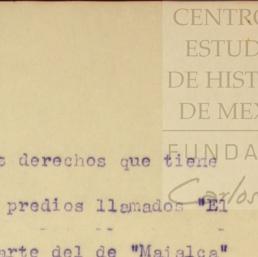 CENTRO
ESTUD
DE HIST
DE MEX
FUNDA
Carlos
s derechos que tiene
predios llamados "El
arte del de "Majalca"